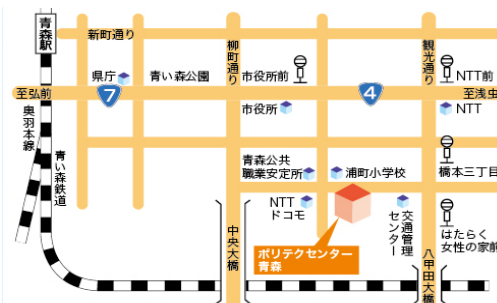 青森駅
新町通り
柳町通り
観光通り
県庁
青い森公園
市役所前
NTT前
至弘前
7
4
至浅虫
市役所
NTT
奥羽本線
青い森鉄道
青森公共
職業安定所
浦町小学校
橋本三丁目
NTT
ドコモ
交通管理
センター
はたらく
女性の家前
中央大橋
ポリテクセンター
青森
八甲田大橋